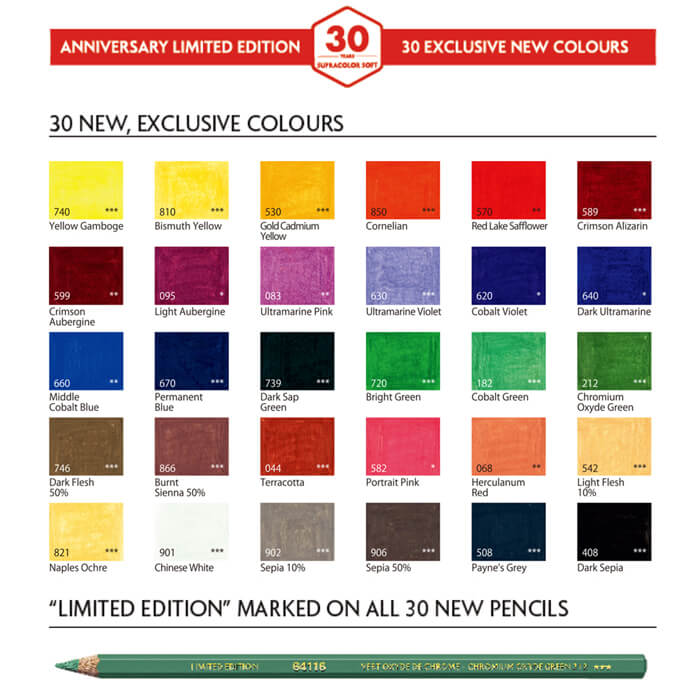 ANNIVERSARY LIMITED EDITION
30
YEARS
SUPRACOLOR SOFT
30 EXCLUSIVE NEW COLOURS
30 NEW, EXCLUSIVE COLOURS
740 ***
810 ***
530 ***
850 ***
570 **
589 ***
Yellow Gamboge
Bismuth Yellow
Gold Cadmium
Yellow
Cornelian
Red Lake Safflower
Crimson Alizarin
599 **
095 *
083 **
630 ***
620 *
640 *
Crimson
Aubergine
Light Aubergine
Ultramarine Pink
Ultramarine Violet
Cobalt Violet
Dark Ultramarine
660 **
670 ***
739 ***
720 ***
182 ***
212 ***
Middle
Cobalt Blue
Permanent
Blue
Dark Sap
Green
Bright Green
Cobalt Green
Chromium
Oxyde Green
746 ***
866 ***
044 ***
582 *
068 **
542 ***
Dark Flesh
50%
Burnt
Sienna 50%
Terracotta
Portrait Pink
Herculanum
Red
Light Flesh
10%
821 ***
901 ***
902 ***
906 ***
508 ***
408 ***
Naples Ochre
Chinese White
Sepia 10%
Sepia 50%
Payne's Grey
Dark Sepia
"LIMITED EDITION" MARKED ON ALL 30 NEW PENCILS
LIMITED EDITION 64116 VERT OXYDE DE CHROME - CHROMIUM OXYDE GREEN 212 ***